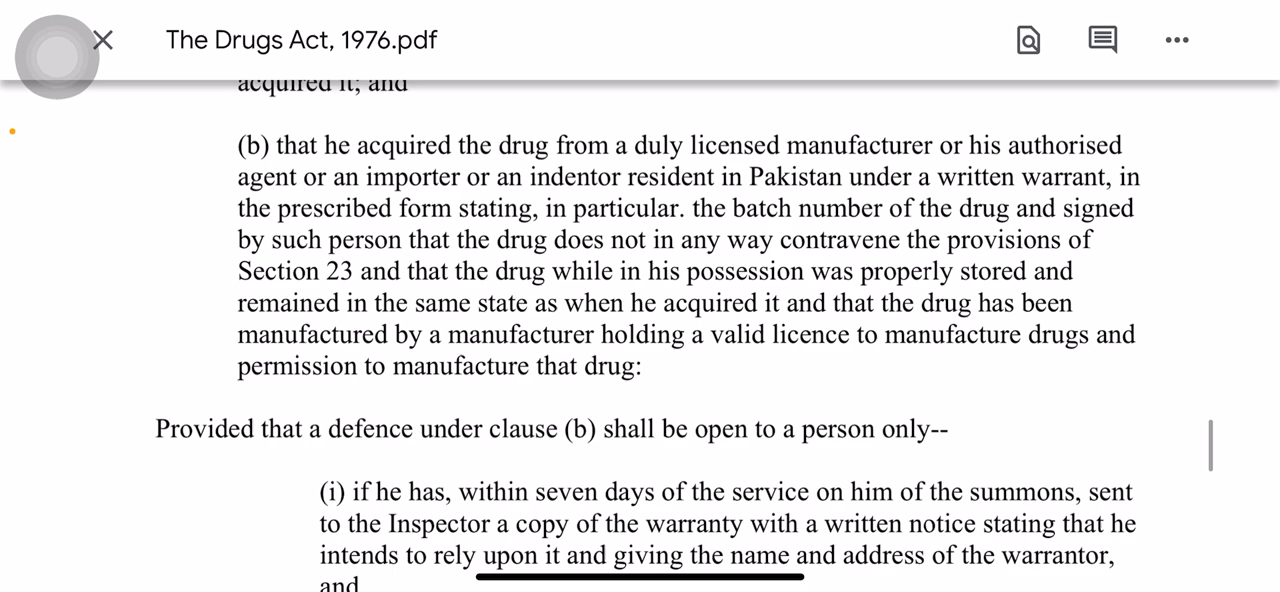 The Drugs Act, 1976.pdf
acquired it; and
(b) that he acquired the drug from a duly licensed manufacturer or his authorised
agent or an importer or an indentor resident in Pakistan under a written warrant, in
the prescribed form stating, in particular. the batch number of the drug and signed
by such person that the drug does not in any way contravene the provisions of
Section 23 and that the drug while in his possession was properly stored and
remained in the same state as when he acquired it and that the drug has been
manufactured by a manufacturer holding a valid licence to manufacture drugs and
permission to manufacture that drug:
Provided that a defence under clause (b) shall be open to a person only--
(i) if he has, within seven days of the service on him of the summons, sent
to the Inspector a copy of the warranty with a written notice stating that he
intends to rely upon it and giving the name and address of the warrantor,
and